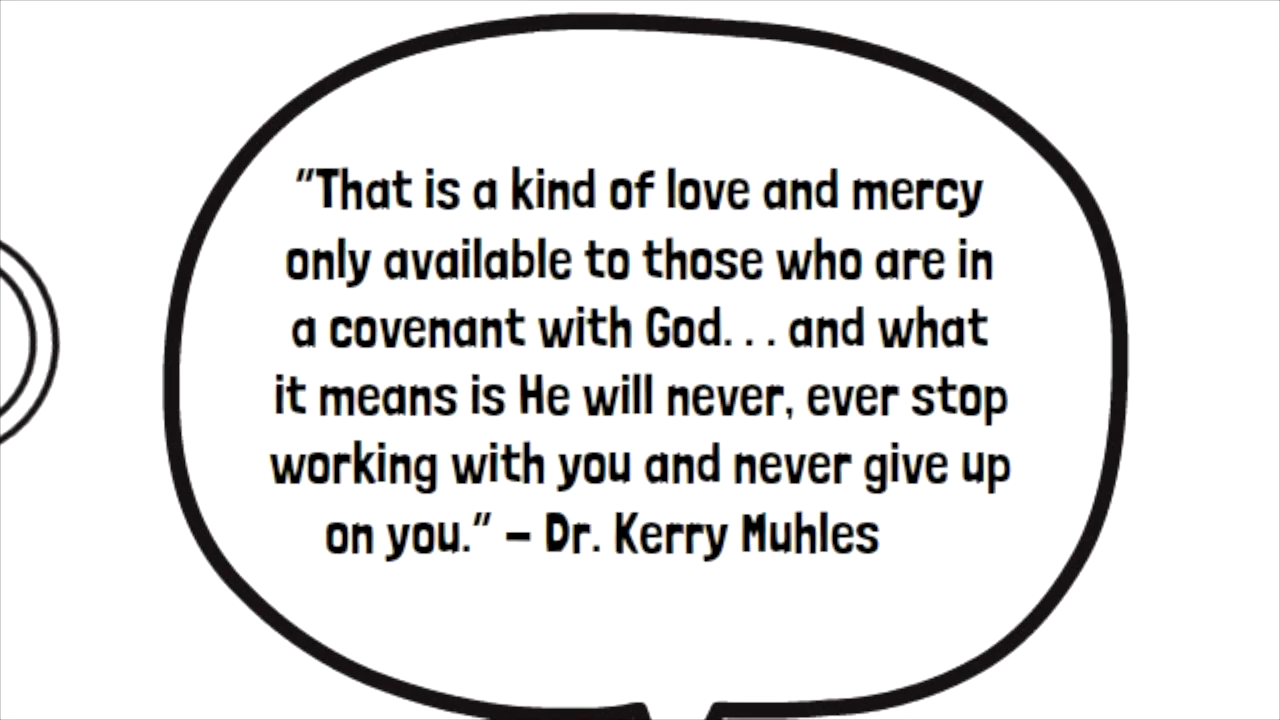 "That is a kind of love and mercy
only available to those who are in
a covenant with God. . . and what
it means is He will never, ever stop
working with you and never give up
on you." – Dr. Kerry Muhles